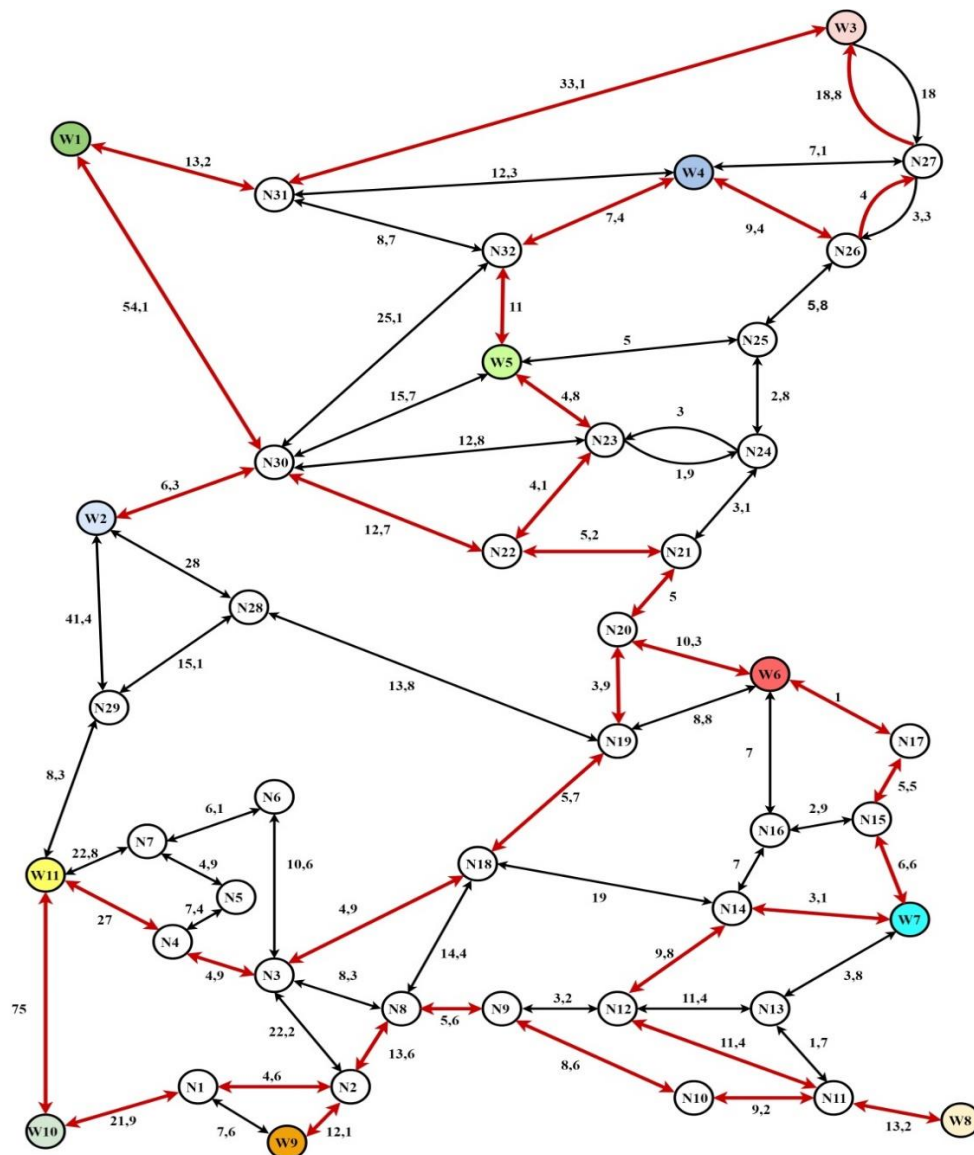 W3
33,1
18,8
18
W1
13,2
7,1
N27
12,3
W4
N31
4
3,3
7,4
9,4
8,7
N32
N26
54,1
25,1
11
5,8
N25
5
W5
15,7
4,8
2,8
3
12,8
N23
N24
N30
1,9
6,3
4,1
3,1
W2
12,7
5,2
N22
N21
28
5
N28
41,4
N20
10,3
15,1
W6
13,8
3,9
1
N29
8,8
N19
N17
7
8,3
5,7
5,5
6,1
N6
2,9
N15
N16
N7
22,8
10,6
N18
7
6,6
W11
4,9
19
N5
4,9
3,1
27
7,4
N14
W7
N4
14,4
9,8
4,9
N3
8,3
3,8
3,2
11,4
N8
N9
N12
N13
75
22,2
5,6
13,6
11,4
1,7
8,6
4,6
N1
N2
N10
N11
9,2
21,9
W10
7,6
W9
12,1
13,2
W8